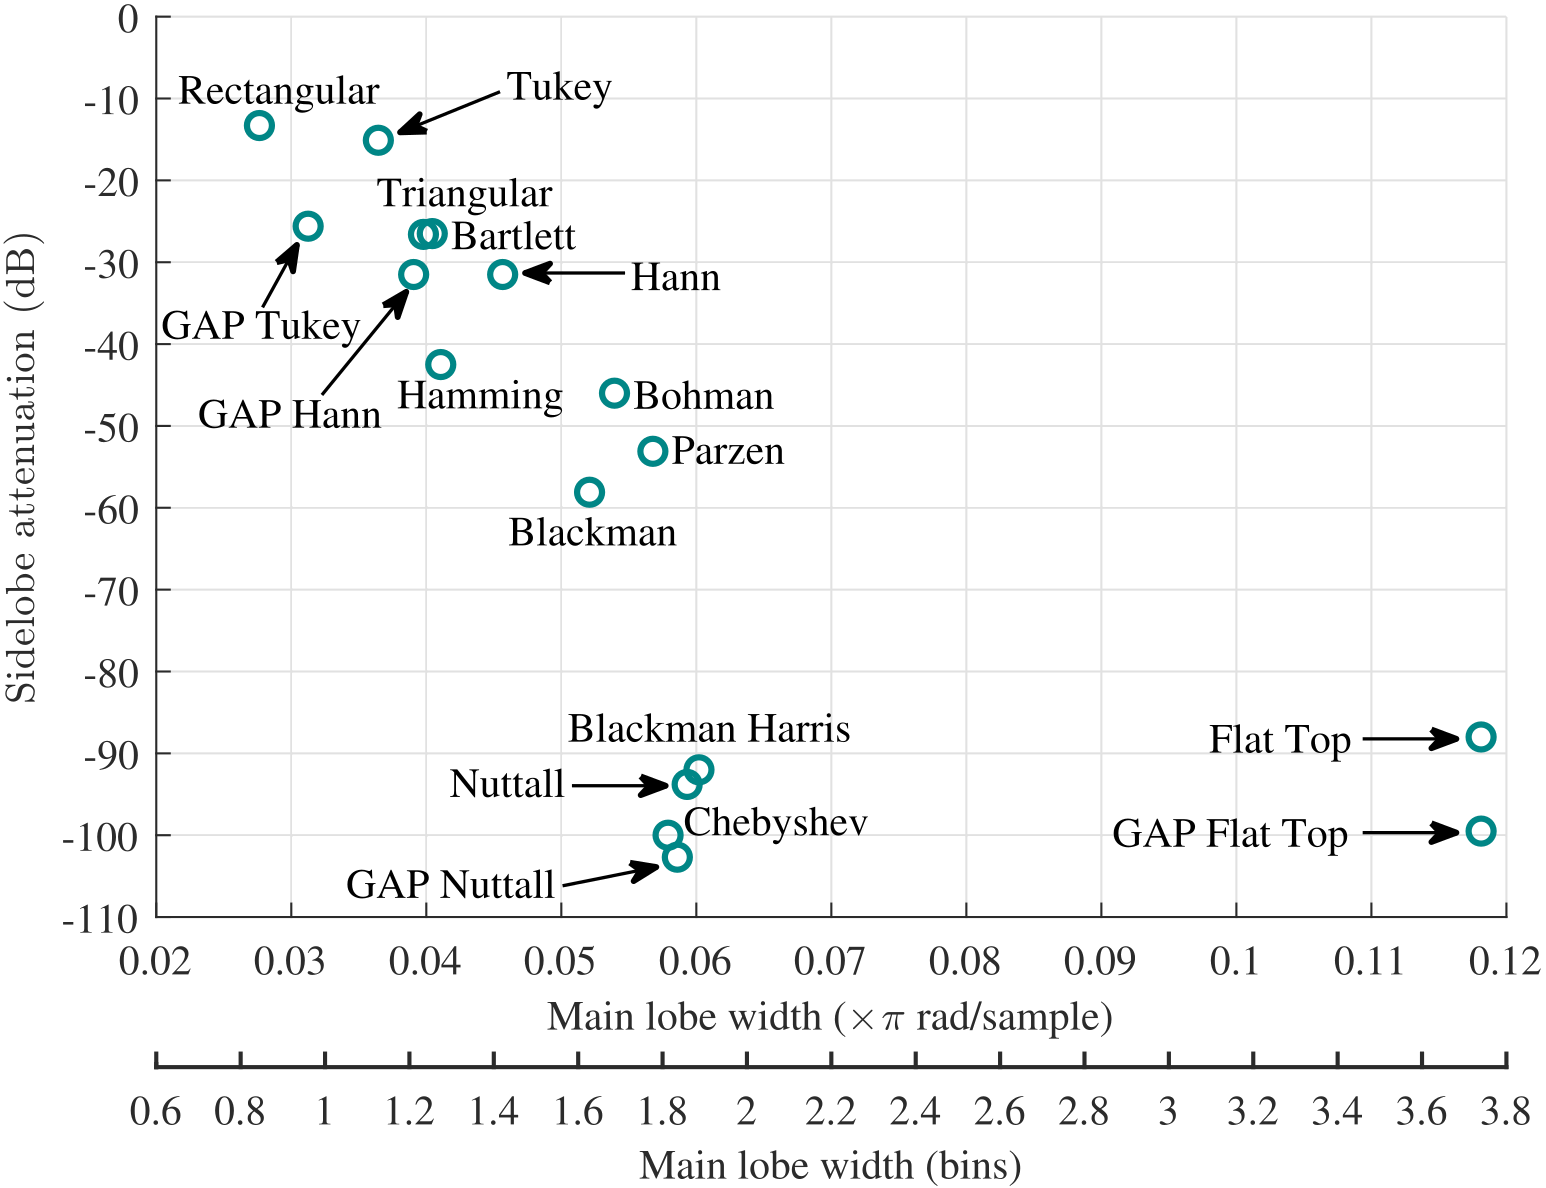 0
-10
-20
-30
-40
-50
-60
-70
-80
-90
-100
-110
Sidelobe attenuation (dB)
Rectangular
Tukey
Triangular
Bartlett
Hann
GAP Tukey
GAP Hann
Hamming
Bohman
Parzen
Blackman
Blackman Harris
Flat Top
Nuttall
Chebyshev
GAP Flat Top
GAP Nuttall
0.02 0.03 0.04 0.05 0.06 0.07 0.08 0.09 0.1 0.11 0.12
Main lobe width (×π rad/sample)
0.6 0.8 1 1.2 1.4 1.6 1.8 2 2.2 2.4 2.6 2.8 3 3.2 3.4 3.6 3.8
Main lobe width (bins)